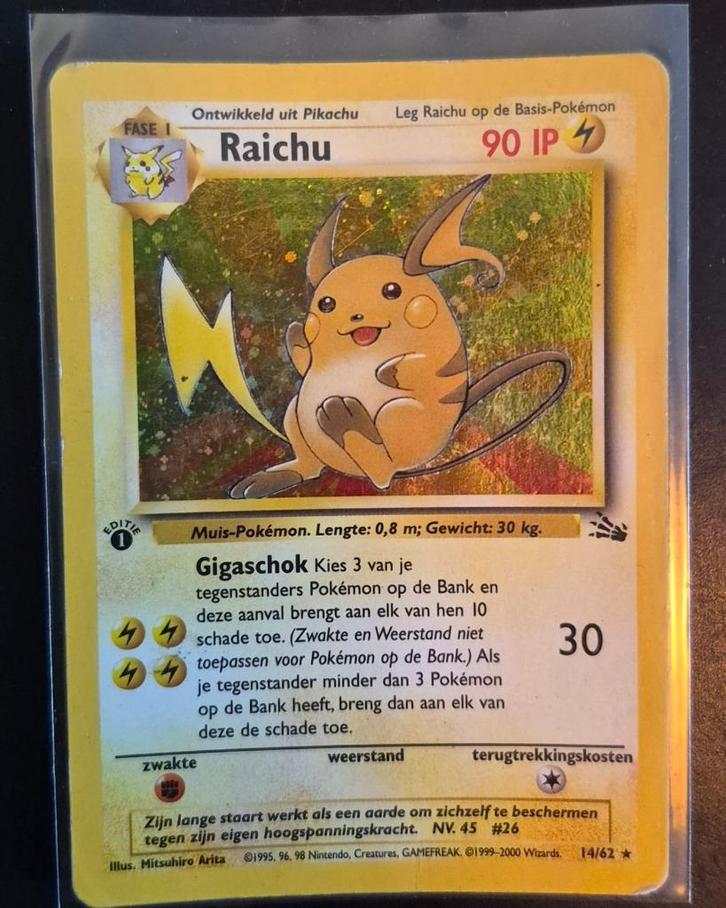 Ontwikkeld uit Pikachu Leg Raichu op de Basis-Pokémon
FASE 1
Raichu 90 IP
EDITIE
1
Muis-Pokémon. Lengte: 0,8 m; Gewicht: 30 kg.
Gigaschok Kies 3 van je
tegenstanders Pokémon op de Bank en
deze aanval brengt aan elk van hen 10
schade toe. (Zwakte en Weerstand niet
toepassen voor Pokémon op de Bank.) Als
je tegenstander minder dan 3 Pokémon
op de Bank heeft, breng dan aan elk van
deze de schade toe.
30
zwakte weerstand terugtrekkingskosten
Zijn lange staart werkt als een aarde om zichzelf te beschermen
tegen zijn eigen hoogspanningskracht. NV. 45 #26
Illus. Mitsuhiro Arita ©1995, 96, 98 Nintendo, Creatures, GAMEFREAK. ©1999-2000 Wizards. 14/62 ★